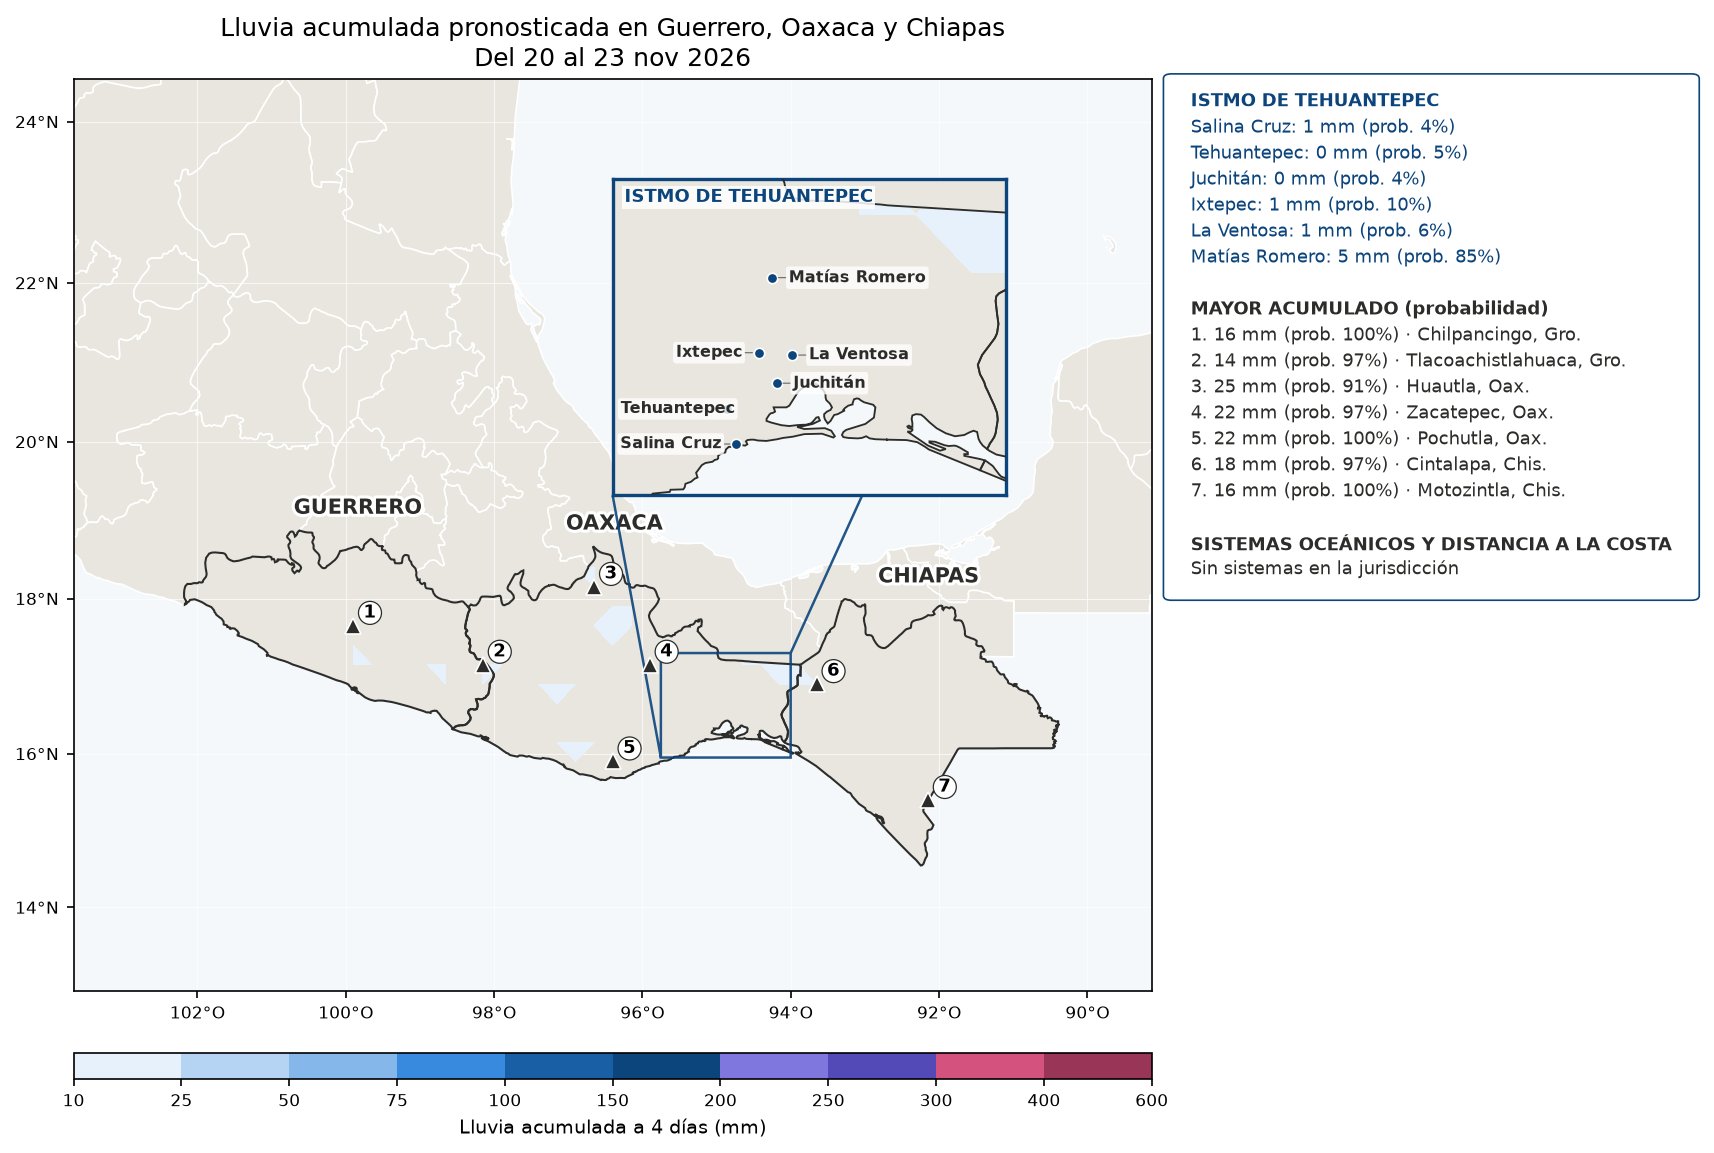 Lluvia acumulada pronosticada en Guerrero, Oaxaca y Chiapas
Del 20 al 23 nov 2026
24°N
22°N
20°N
18°N
16°N
14°N
102°O
100°O
98°O
96°O
94°O
92°O
90°O
GUERRERO
OAXACA
CHIAPAS
1
2
3
4
5
6
7
ISTMO DE TEHUANTEPEC
Matías Romero
Ixtepec
La Ventosa
Juchitán
Tehuantepec
Salina Cruz
ISTMO DE TEHUANTEPEC
Salina Cruz: 1 mm (prob. 4%)
Tehuantepec: 0 mm (prob. 5%)
Juchitán: 0 mm (prob. 4%)
Ixtepec: 1 mm (prob. 10%)
La Ventosa: 1 mm (prob. 6%)
Matías Romero: 5 mm (prob. 85%)
MAYOR ACUMULADO (probabilidad)
1. 16 mm (prob. 100%) · Chilpancingo, Gro.
2. 14 mm (prob. 97%) · Tlacoachistlahuaca, Gro.
3. 25 mm (prob. 91%) · Huautla, Oax.
4. 22 mm (prob. 97%) · Zacatepec, Oax.
5. 22 mm (prob. 100%) · Pochutla, Oax.
6. 18 mm (prob. 97%) · Cintalapa, Chis.
7. 16 mm (prob. 100%) · Motozintla, Chis.
SISTEMAS OCEÁNICOS Y DISTANCIA A LA COSTA
Sin sistemas en la jurisdicción
10 25 50 75 100 150 200 250 300 400 600
Lluvia acumulada a 4 días (mm)